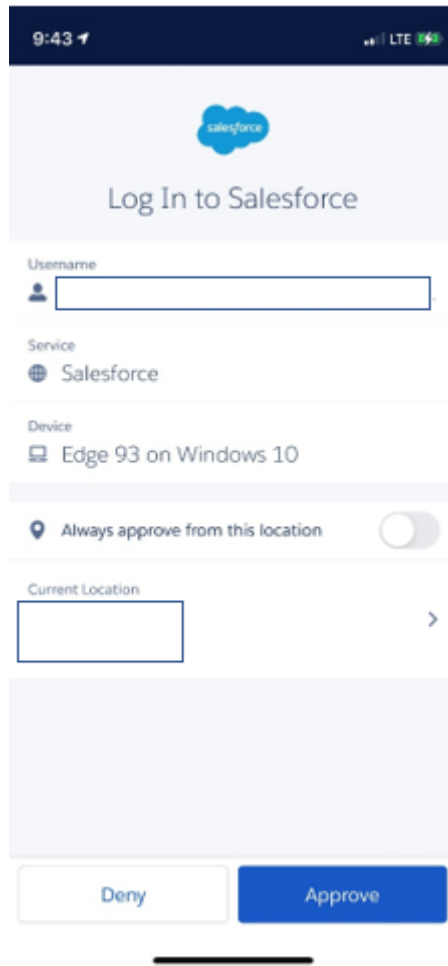 9:43
LTE
salesforce
Log In to Salesforce
Username
Service
Salesforce
Device
Edge 93 on Windows 10
Always approve from this location
Current Location
Deny
Approve